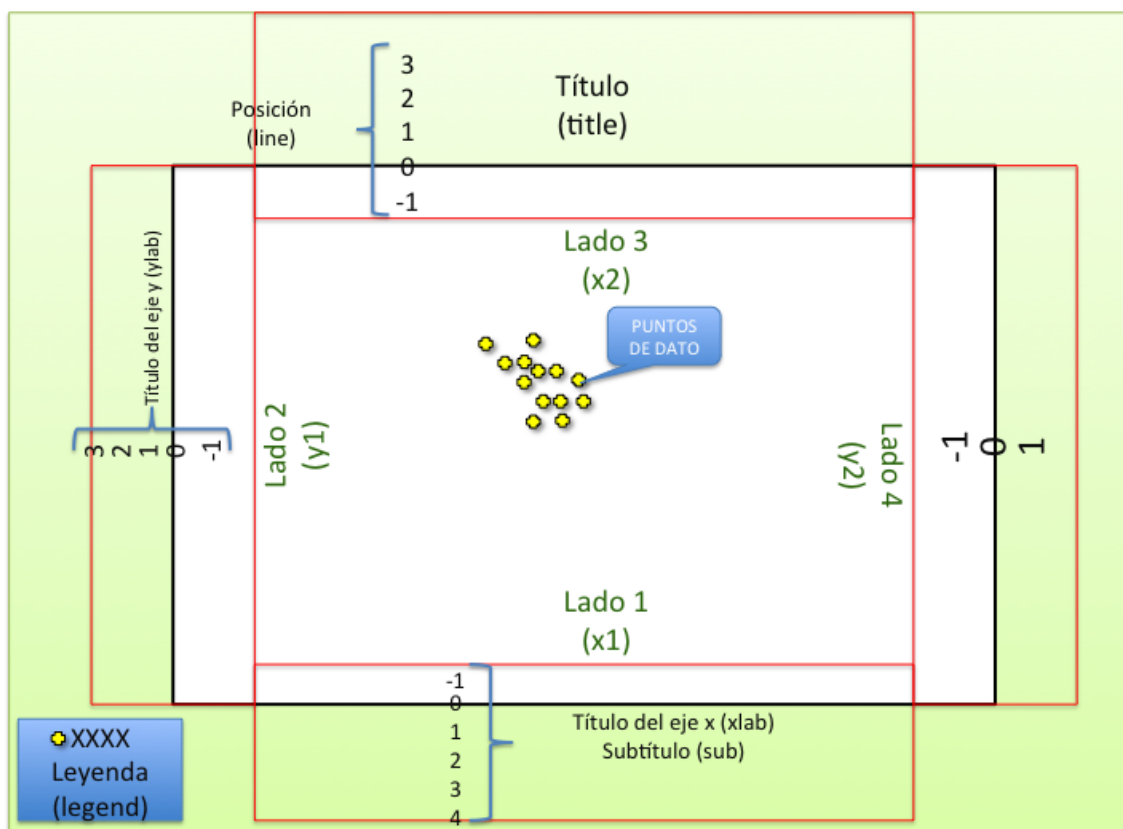 Título
(title)
Posición
(line)
3
2
1
0
-1
Lado 3
(x2)
PUNTOS
DE DATO
Título del eje y (ylab)
3 2 1 0 -1
Lado 2
(y1)
Lado 4
(y2)
-1 0 1
Lado 1
(x1)
-1
0
1
2
3
4
Título del eje x (xlab)
Subtítulo (sub)
XXXX
Leyenda
(legend)